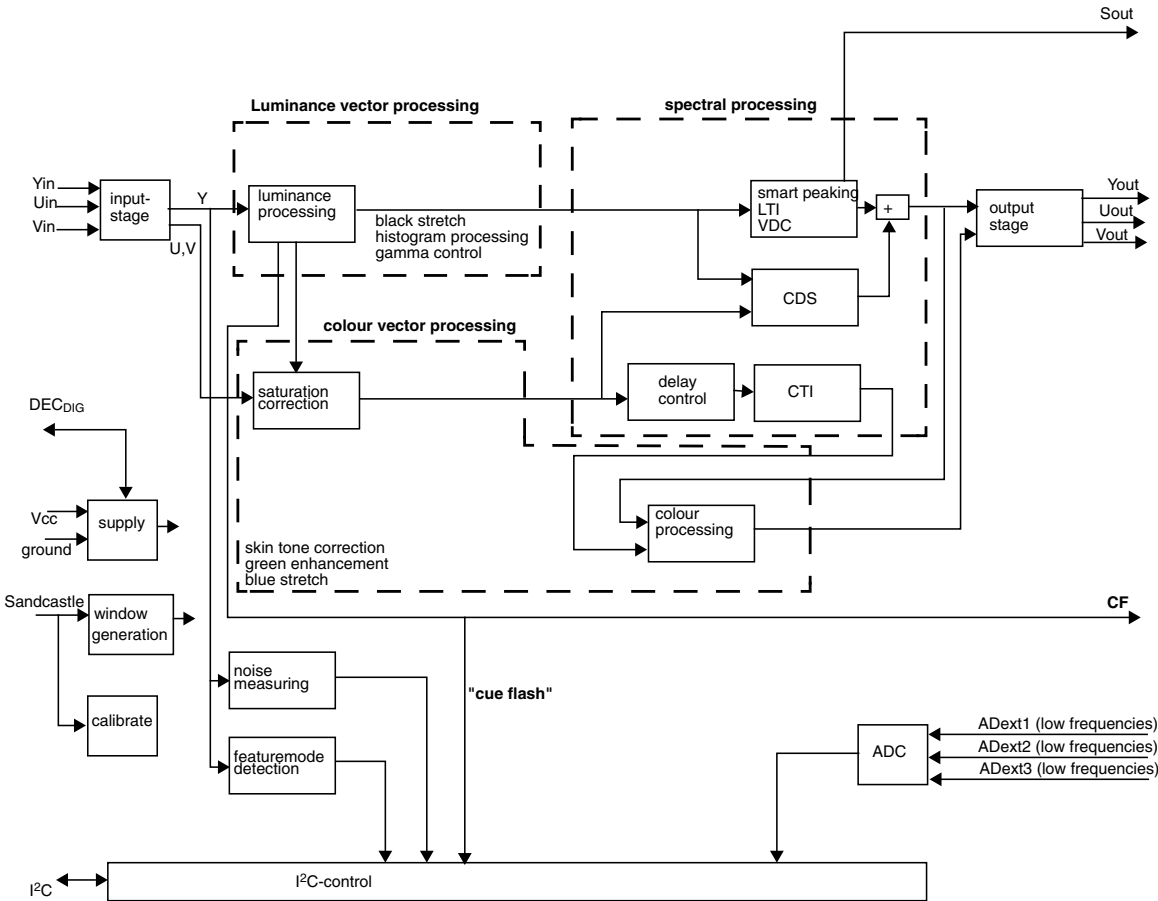 Sout
Luminance vector processing
spectral processing
Yin
Uin
Vin
input-
stage
Y
U,V
luminance
processing
black stretch
histogram processing
gamma control
smart peaking
LTI
VDC
+
output
stage
Yout
Uout
Vout
CDS
colour vector processing
saturation
correction
delay
control
CTI
DECDIG
Vcc
ground
supply
colour
processing
skin tone correction
green enhancement
blue stretch
Sandcastle
window
generation
CF
noise
measuring
"cue flash"
calibrate
featuremode
detection
ADC
ADext1 (low frequencies)
ADext2 (low frequencies)
ADext3 (low frequencies)
I2C
I2C-control